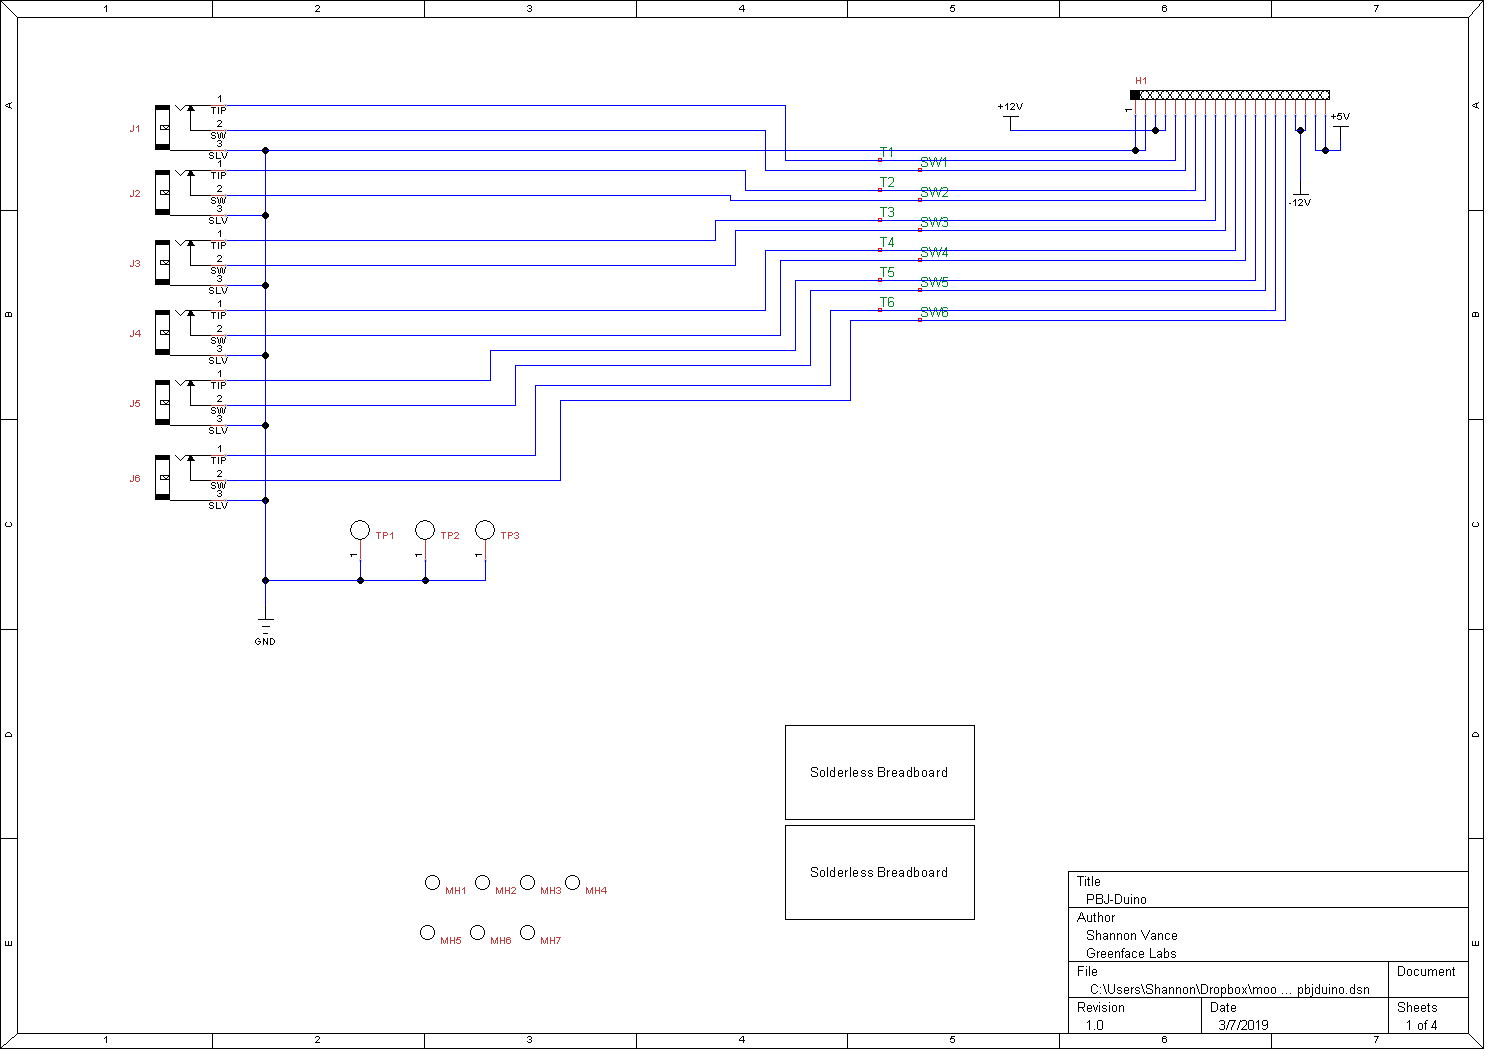 1 2 3 4 5 6 7
A A
H1
+12V
1
+5V
1
TIP
J1
2
SW
3
SLV
T1
SW1
1
TIP
J2
2
SW
3
SLV
T2
SW2
-12V
T3
SW3
1
TIP
J3
2
SW
3
SLV
T4
SW4
T5
SW5
1
TIP
J4
2
SW
3
SLV
T6
SW6
B B
1
TIP
J5
2
SW
3
SLV
1
TIP
J6
2
SW
3
SLV
C C
TP1 TP2 TP3
1 1 1
GND
D D
Solderless Breadboard
Solderless Breadboard
MH1 MH2 MH3 MH4
MH5 MH6 MH7
E E
Title
PBJ-Duino
Author
Shannon Vance
Greenface Labs
File
C:\Users\Shannon\Dropbox\moo ... pbjduino.dsn
Document
Revision
1.0
Date
3/7/2019
Sheets
1 of 4
1 2 3 4 5 6 7